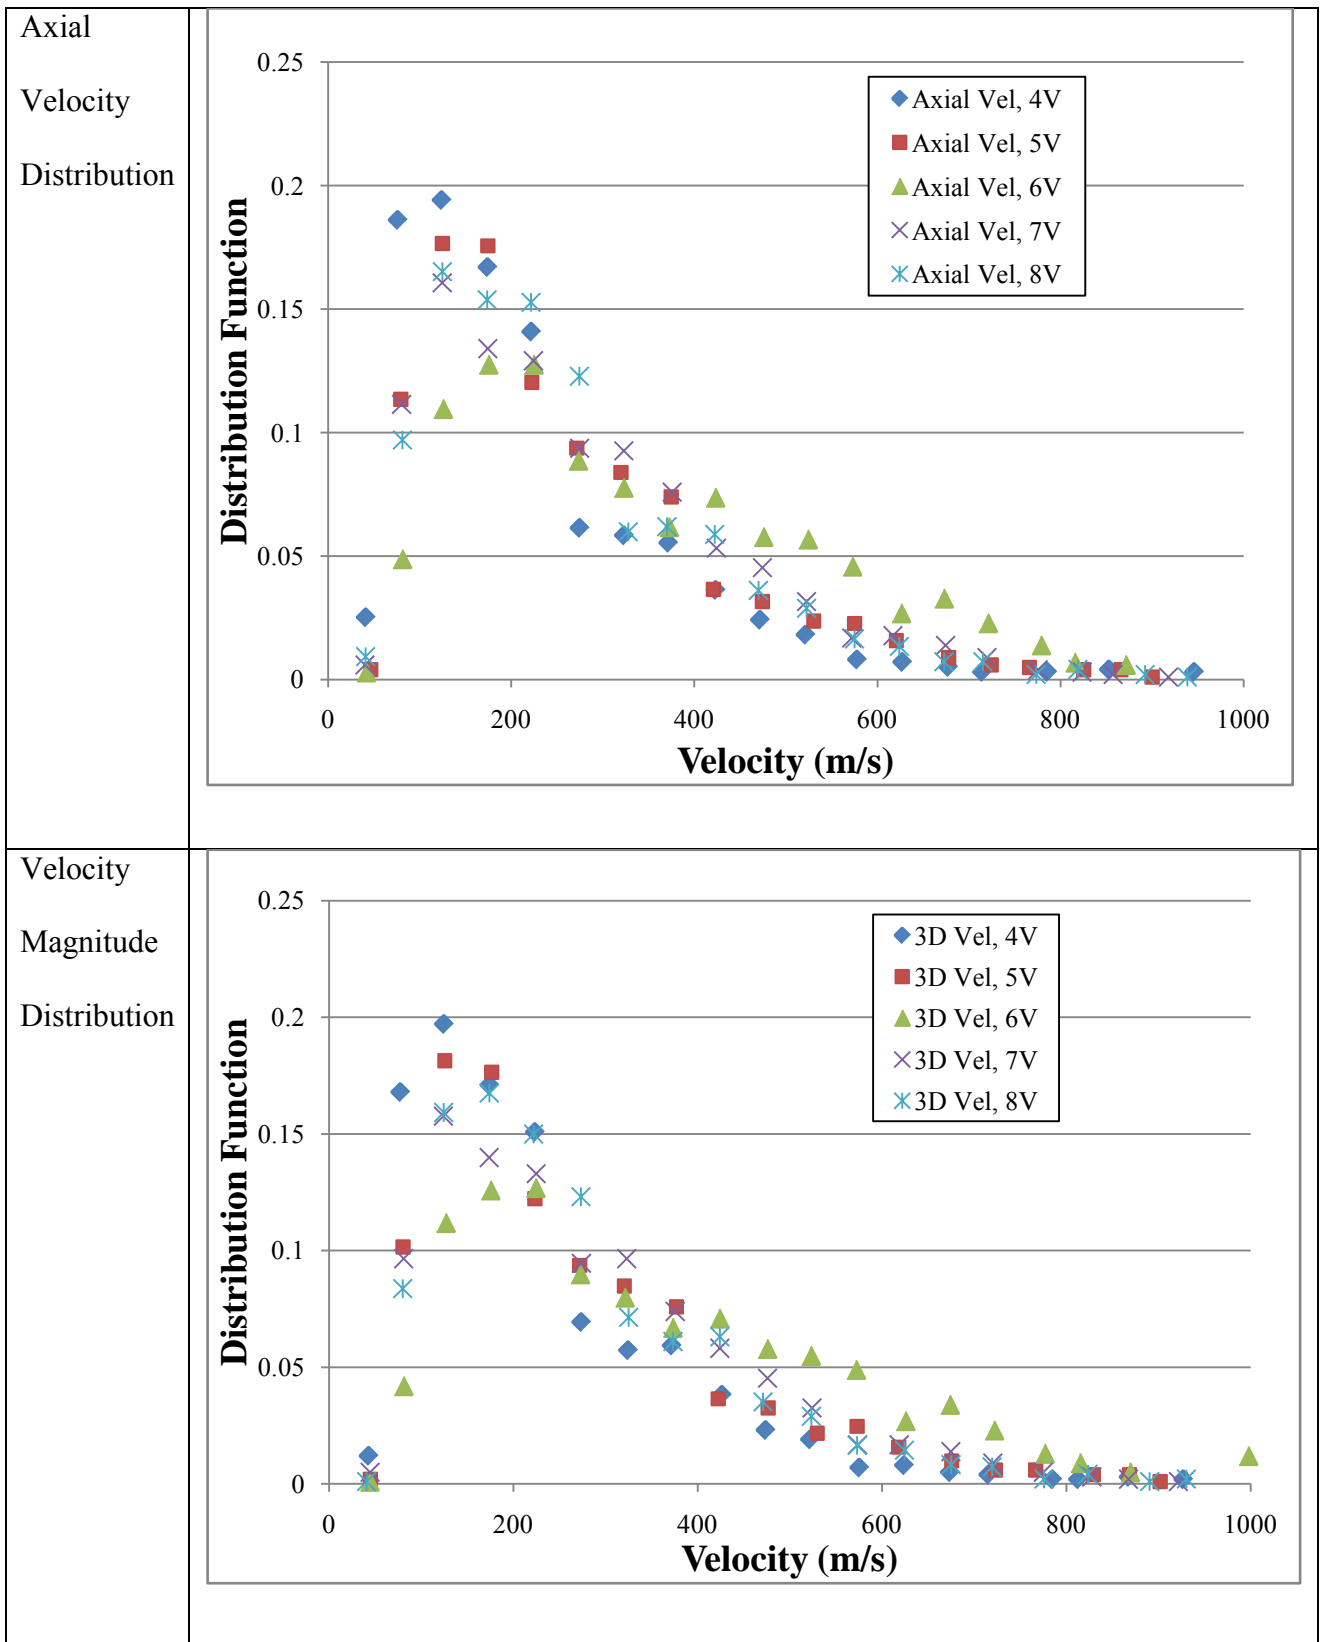 Axial
Velocity
Distribution
0.25
0.2
0.15
0.1
0.05
0
Distribution Function
Axial Vel, 4V
Axial Vel, 5V
Axial Vel, 6V
Axial Vel, 7V
Axial Vel, 8V
0 200 400 600 800 1000
Velocity (m/s)
Velocity
Magnitude
Distribution
0.25
0.2
0.15
0.1
0.05
0
Distribution Function
3D Vel, 4V
3D Vel, 5V
3D Vel, 6V
3D Vel, 7V
3D Vel, 8V
0 200 400 600 800 1000
Velocity (m/s)